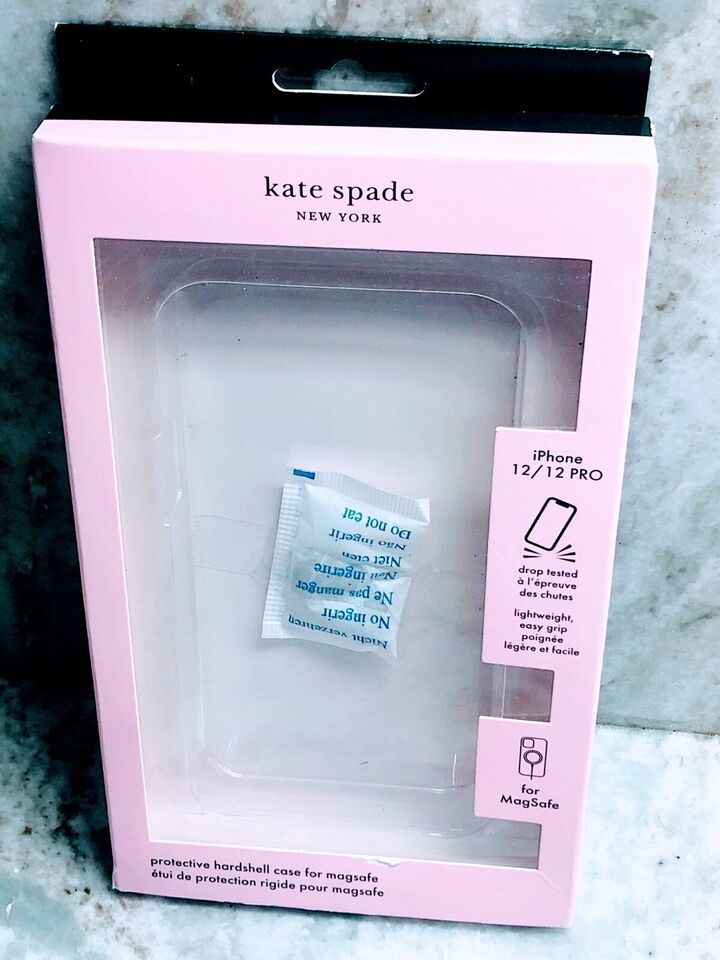 kate spade
NEW YORK
iPhone
12/12 PRO
drop tested
à l'épreuve
des chutes
lightweight,
easy grip
poignée
légère et facile
for
MagSafe
Nicht verzehren
No ingerir
Ne pas manger
Non ingerire
Niet eten
Não ingerir
Do not eat
protective hardshell case for magsafe
étui de protection rigide pour magsafe